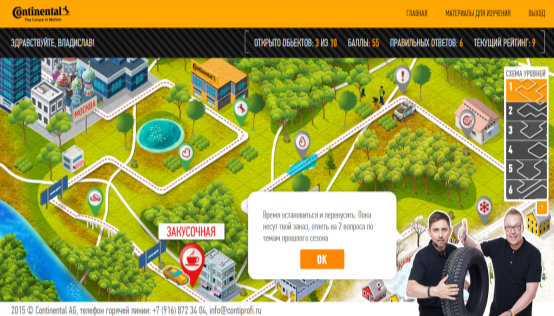 Continental
The Future in Motion
ГЛАВНАЯ
МАТЕРИАЛЫ ДЛЯ ИЗУЧЕНИЯ
ВЫХОД
ЗДРАВСТВУЙТЕ, ВЛАДИСЛАВ!
ОТКРЫТО ОБЪЕКТОВ: 3 ИЗ 10
БАЛЛЫ: 55
ПРАВИЛЬНЫХ ОТВЕТОВ: 6
ТЕКУЩИЙ РЕЙТИНГ: 9
СХЕМА УРОВНЕЙ
1
2
3
4
5
6
Continental
МОСКВА
ЗАКУСОЧНАЯ
Время остановиться и перекусить. Пока
несут твой заказ, ответь на 2 вопроса по
темам прошлого сезона
ОК
2015 © Continental AG, телефон горячей линии: +7 (916) 872 34 04, info@contiprofi.ru